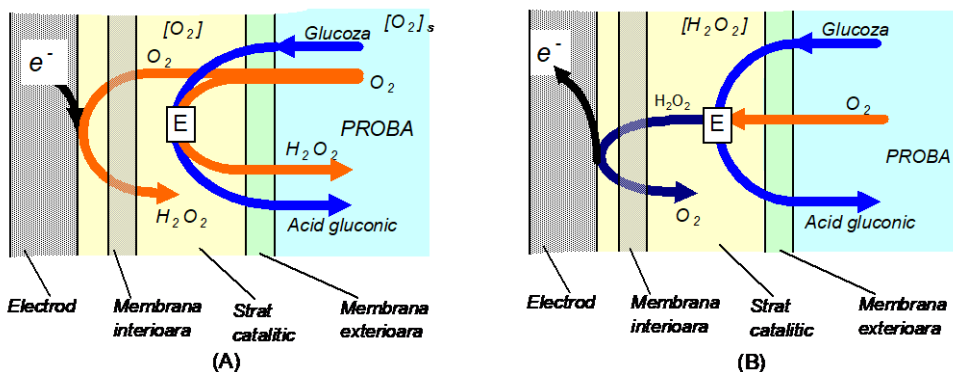 [O₂]
[O₂]s
Glucoza
e⁻
O₂
O₂
E
PROBA
H₂O₂
H₂O₂
Acid gluconic
Electrod
Membrana
interioara
Strat
catalitic
Membrana
exterioara
(A)
[H₂O₂]
Glucoza
e⁻
H₂O₂
O₂
E
PROBA
O₂
Acid gluconic
Electrod
Membrana
interioara
Strat
catalitic
Membrana
exterioara
(B)